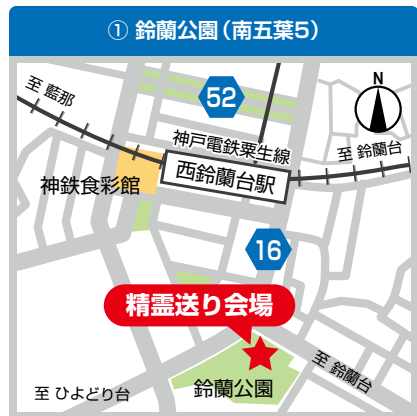 ① 鈴蘭公園(南五葉5)
N
至 藍那
52
神戸電鉄粟生線
至 鈴蘭台
西鈴蘭台駅
神鉄食彩館
16
精霊送り会場
至 鈴蘭台
至 ひよどり台
鈴蘭公園